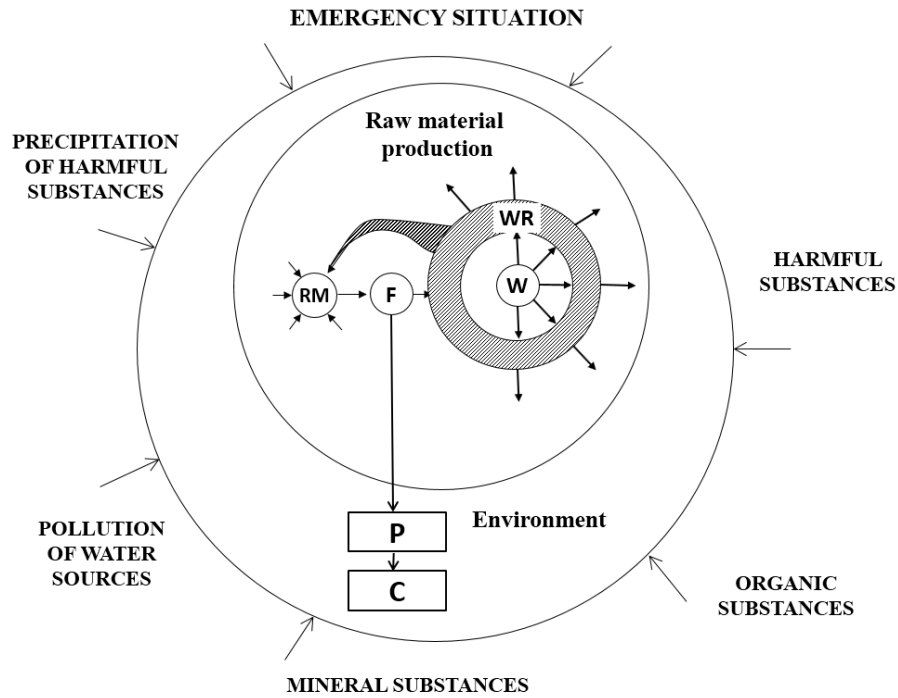 EMERGENCY SITUATION
Raw material
production
PRECIPITATION
OF HARMFUL
SUBSTANCES
WR
HARMFUL
SUBSTANCES
RM
F
W
P
Environment
C
POLLUTION
OF WATER
SOURCES
ORGANIC
SUBSTANCES
MINERAL SUBSTANCES